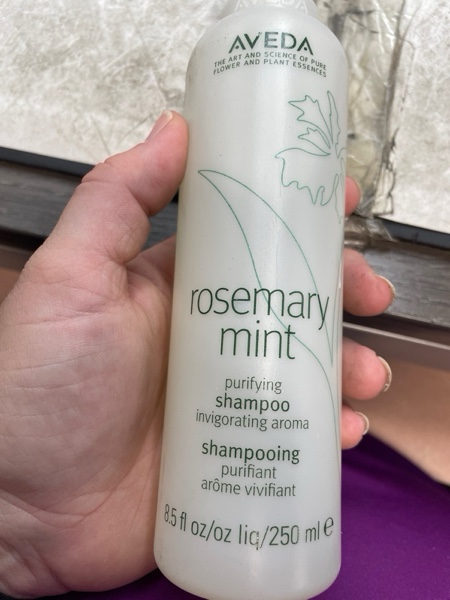 AVEDA
AVEDA
THE ART AND SCIENCE OF PURE
FLOWER AND PLANT ESSENCES
rosemary
mint
purifying
shampoo
invigorating aroma
shampooing
purifiant
arôme vivifiant
8.5 fl oz/oz liq/250 ml e